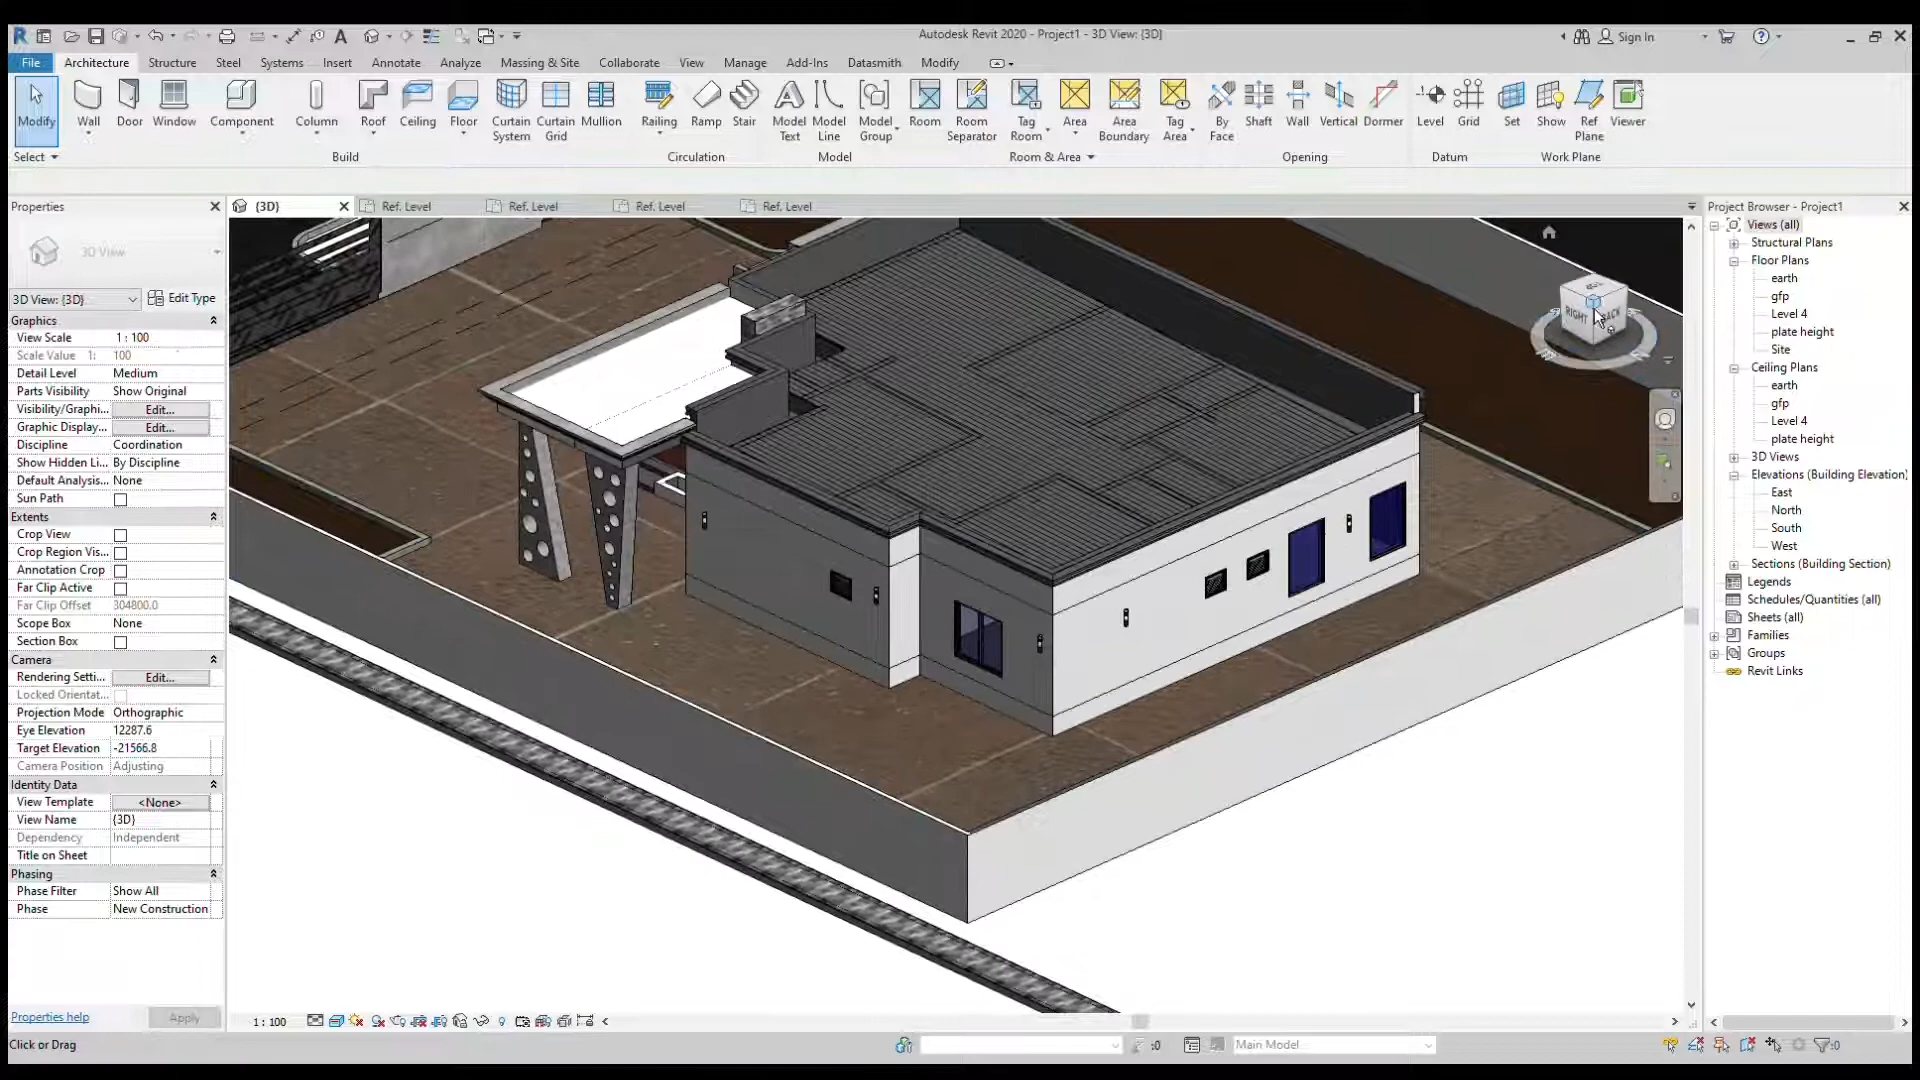 Autodesk Revit 2020 - Project1 - 3D View: {3D}
Sign In
File Architecture Structure Steel Systems Insert Annotate Analyze Massing & Site Collaborate View Manage Add-Ins Datasmith Modify
Modify Wall Door Window Component Column Roof Ceiling Floor Curtain System Curtain Grid Mullion Railing Ramp Stair Model Text Model Line Model Group Room Room Separator Tag Room Area Area Boundary Tag Area By Face Shaft Wall Vertical Dormer Level Grid Set Show Ref Plane Viewer
Select Build Circulation Model Room & Area Opening Datum Work Plane
Properties
{3D} Ref. Level Ref. Level Ref. Level Ref. Level
Project Browser - Project1
3D View
3D View: {3D} Edit Type
Graphics
View Scale 1 : 100
Scale Value 1: 100
Detail Level Medium
Parts Visibility Show Original
Visibility/Graphi... Edit...
Graphic Display... Edit...
Discipline Coordination
Show Hidden Li... By Discipline
Default Analysis... None
Sun Path
Extents
Crop View
Crop Region Vis...
Annotation Crop
Far Clip Active
Far Clip Offset 304800.0
Scope Box None
Section Box
Camera
Rendering Setti... Edit...
Locked Orientat...
Projection Mode Orthographic
Eye Elevation 12287.6
Target Elevation -21566.8
Camera Position Adjusting
Identity Data
View Template <None>
View Name {3D}
Dependency Independent
Title on Sheet
Phasing
Phase Filter Show All
Phase New Construction
Properties help Apply
RIGHT
Views (all)
Structural Plans
Floor Plans
earth
gfp
Level 4
plate height
Site
Ceiling Plans
earth
gfp
Level 4
plate height
3D Views
Elevations (Building Elevation)
East
North
South
West
Sections (Building Section)
Legends
Schedules/Quantities (all)
Sheets (all)
Families
Groups
Revit Links
1 : 100
Click or Drag
:0
Main Model
:0